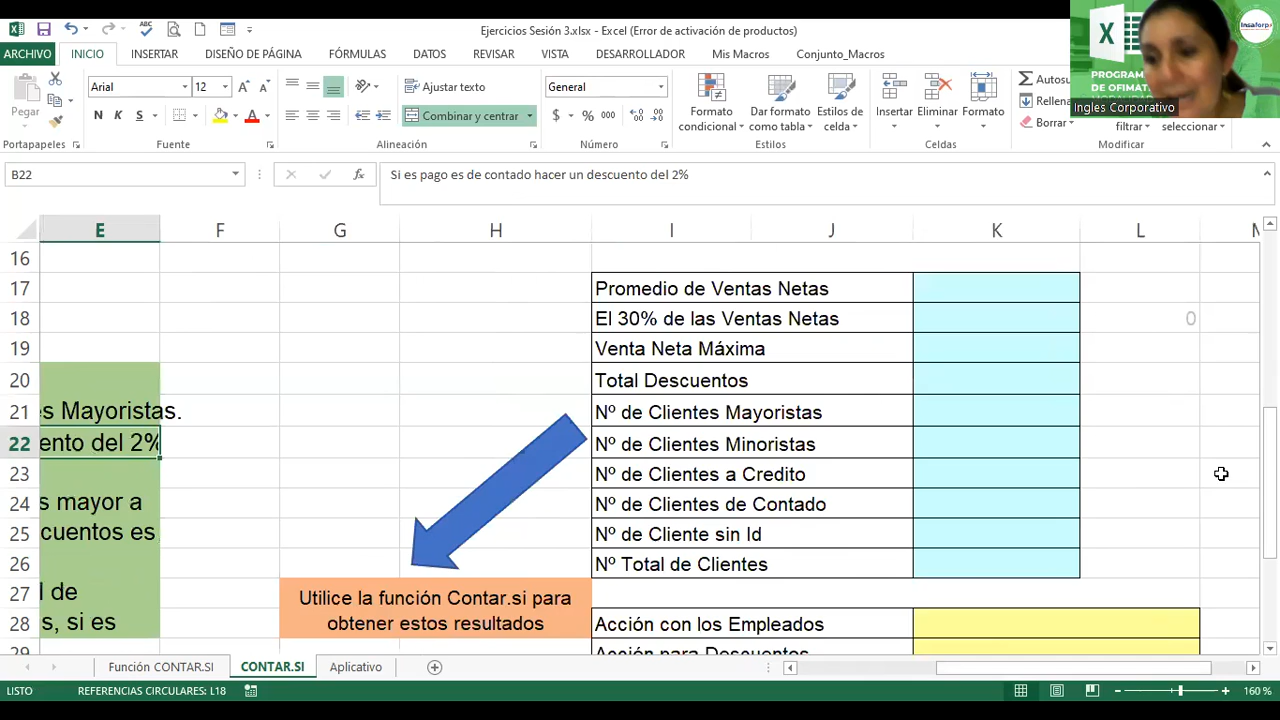 Ejercicios Sesión 3.xlsx - Excel (Error de activación de productos)
ARCHIVO INICIO INSERTAR DISEÑO DE PÁGINA FÓRMULAS DATOS REVISAR VISTA DESARROLLADOR Mis Macros Conjunto_Macros
Insaforp
PROGRAM
DE OFIMAT
Ingles Corporativo
Pegar
Arial 12
N K S
Ajustar texto
Combinar y centrar
General
$ % 000
Formato condicional
Dar formato como tabla
Estilos de celda
Insertar
Eliminar
Formato
Autosu
Rellena
Borrar
filtrar
seleccionar
Portapapeles Fuente Alineación Número Estilos Celdas Modificar
B22 fx Si es pago es de contado hacer un descuento del 2%
E F G H I J K L M
16
17 Promedio de Ventas Netas
18 El 30% de las Ventas Netas 0
19 Venta Neta Máxima
20 Total Descuentos
21 es Mayoristas. Nº de Clientes Mayoristas
22 ento del 2% Nº de Clientes Minoristas
23 Nº de Clientes a Credito
24 s mayor a Nº de Clientes de Contado
25 cuentos es Nº de Cliente sin Id
26 Nº Total de Clientes
27 l de Utilice la función Contar.si para
28 s, si es obtener estos resultados Acción con los Empleados
29 Acción para Descuentos
Función CONTAR.SI CONTAR.SI Aplicativo
LISTO REFERENCIAS CIRCULARES: L18 160 %